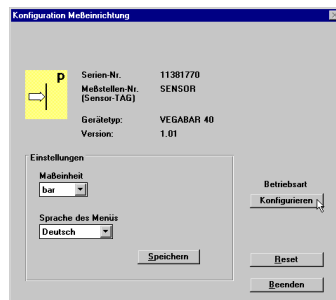 Konfiguration Meßeinrichtung
p
Serien-Nr. 11381770
Meßstellen-Nr. SENSOR
(Sensor-TAG)
Gerätetyp: VEGABAR 40
Version: 1.01
Einstellungen
Maßeinheit
bar
Betriebsart
Konfigurieren
Sprache des Menüs
Deutsch
Speichern
Reset
Beenden